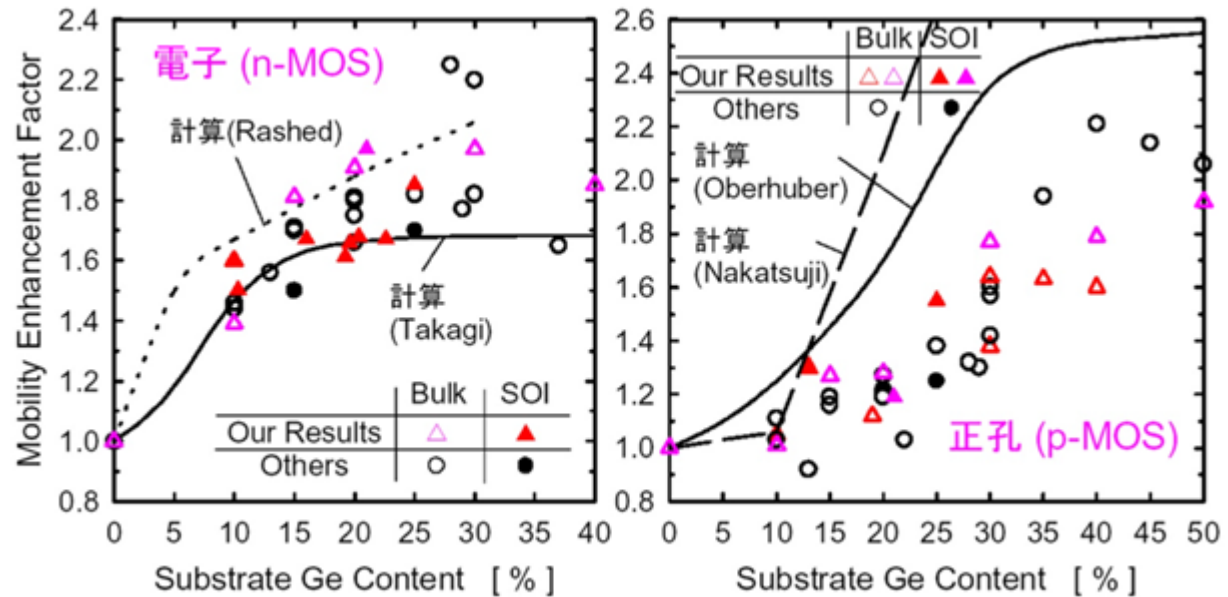 Mobility Enhancement Factor
2.6
2.4
2.2
2.0
1.8
1.6
1.4
1.2
1.0
0.8
電子 (n-MOS)
計算(Rashed)
計算
(Takagi)
Bulk SOI
Our Results
Others
0 5 10 15 20 25 30 35 40
Substrate Ge Content [ % ]
2.6
2.4
2.2
2.0
1.8
1.6
1.4
1.2
1.0
0.8
Bulk SOI
Our Results
Others
計算
(Oberhuber)
計算
(Nakatsuji)
正孔 (p-MOS)
0 5 10 15 20 25 30 35 40 45 50
Substrate Ge Content [ % ]